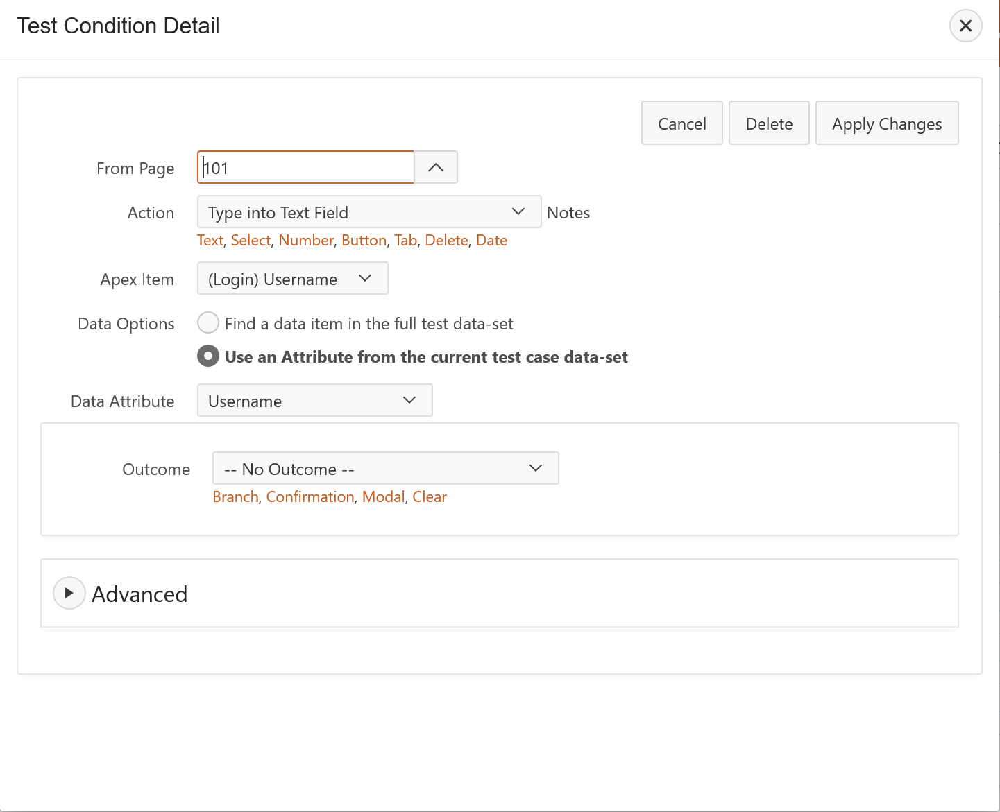 Test Condition Detail
Cancel Delete Apply Changes
From Page 101
Action Type into Text Field Notes
Text, Select, Number, Button, Tab, Delete, Date
Apex Item (Login) Username
Data Options Find a data item in the full test data-set
Use an Attribute from the current test case data-set
Data Attribute Username
Outcome -- No Outcome --
Branch, Confirmation, Modal, Clear
Advanced